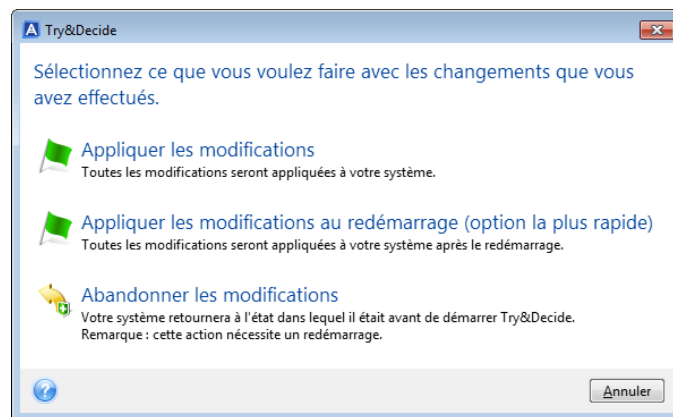 Try&Decide
Sélectionnez ce que vous voulez faire avec les changements que vous
avez effectués.
Appliquer les modifications
Toutes les modifications seront appliquées à votre système.
Appliquer les modifications au redémarrage (option la plus rapide)
Toutes les modifications seront appliquées à votre système après le redémarrage.
Abandonner les modifications
Votre système retournera à l'état dans lequel il était avant de démarrer Try&Decide.
Remarque : cette action nécessite un redémarrage.
Annuler